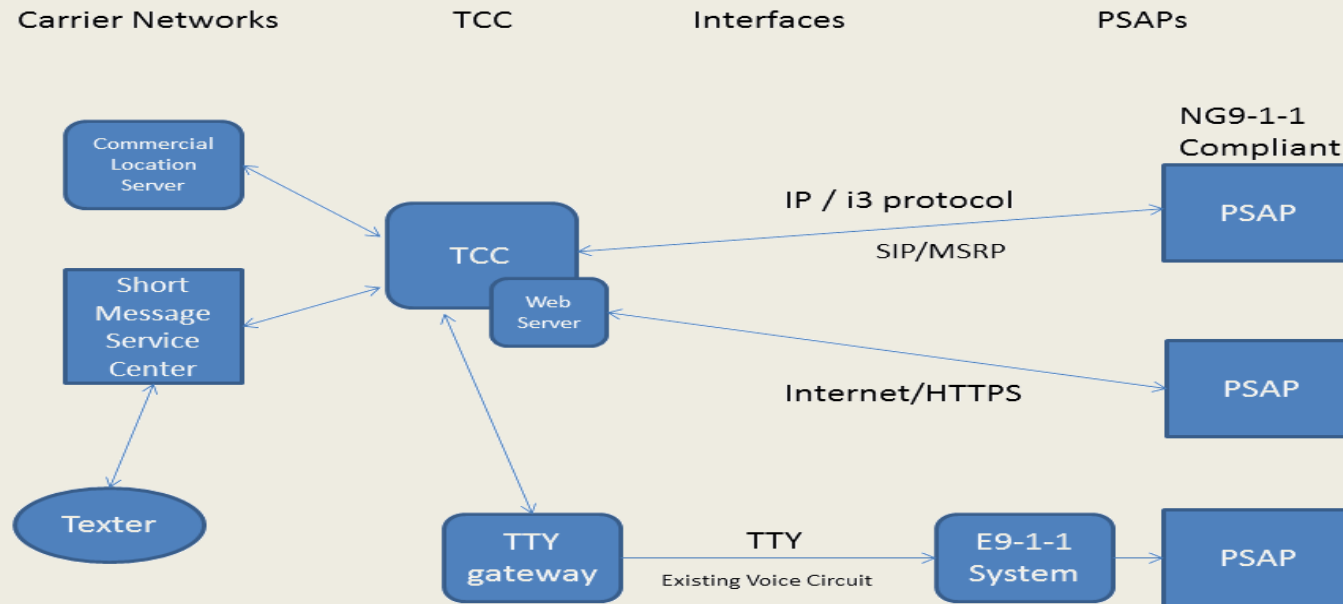 Carrier Networks
TCC
Interfaces
PSAPs
Commercial
Location
Server
Short
Message
Service
Center
Texter
TCC
Web
Server
TTY
gateway
IP / i3 protocol
SIP/MSRP
Internet/HTTPS
TTY
Existing Voice Circuit
E9-1-1
System
NG9-1-1
Compliant
PSAP
PSAP
PSAP